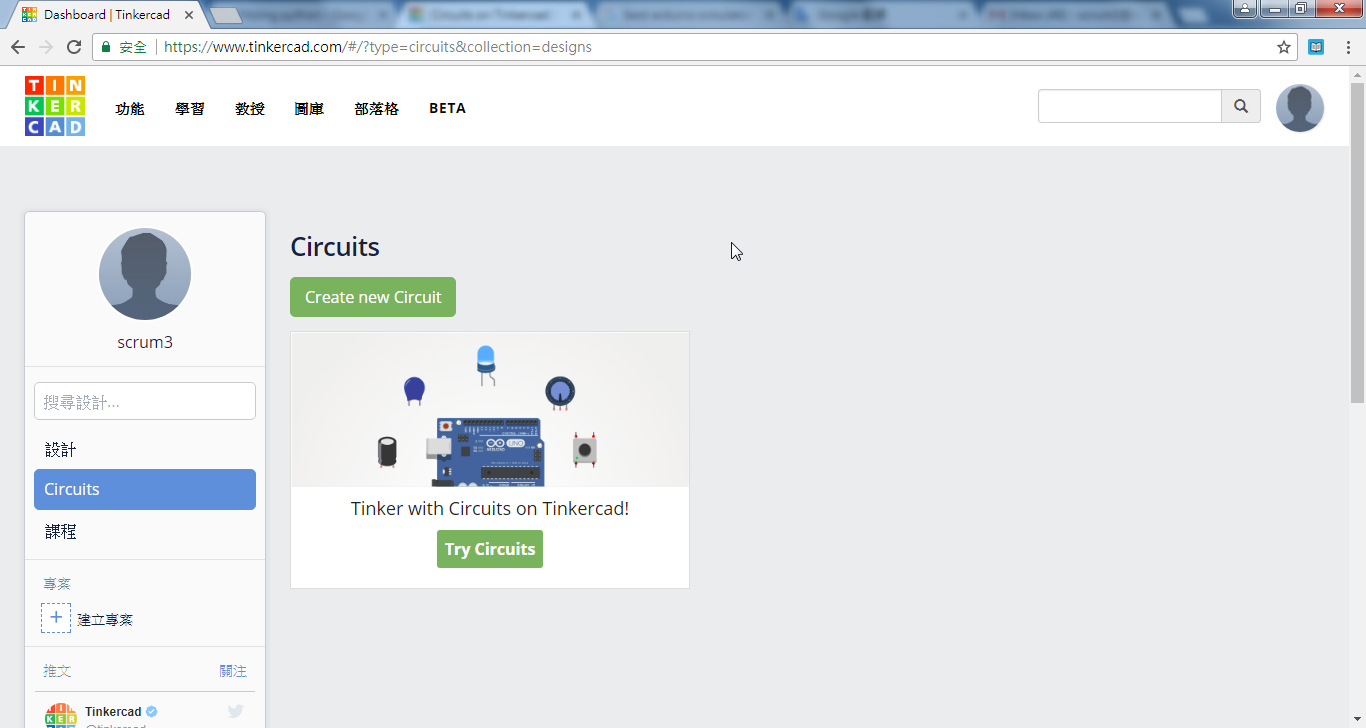 Dashboard | Tinkercad
安全
https://www.tinkercad.com/#/?type=circuits&collection=designs
TIN
KER
CAD
功能
學習
教授
圖庫
部落格
BETA
Circuits
Create new Circuit
scrum3
搜尋設計...
設計
Circuits
課程
UNO
Tinker with Circuits on Tinkercad!
Try Circuits
專案
+ 建立專案
推文
關注
Tinkercad